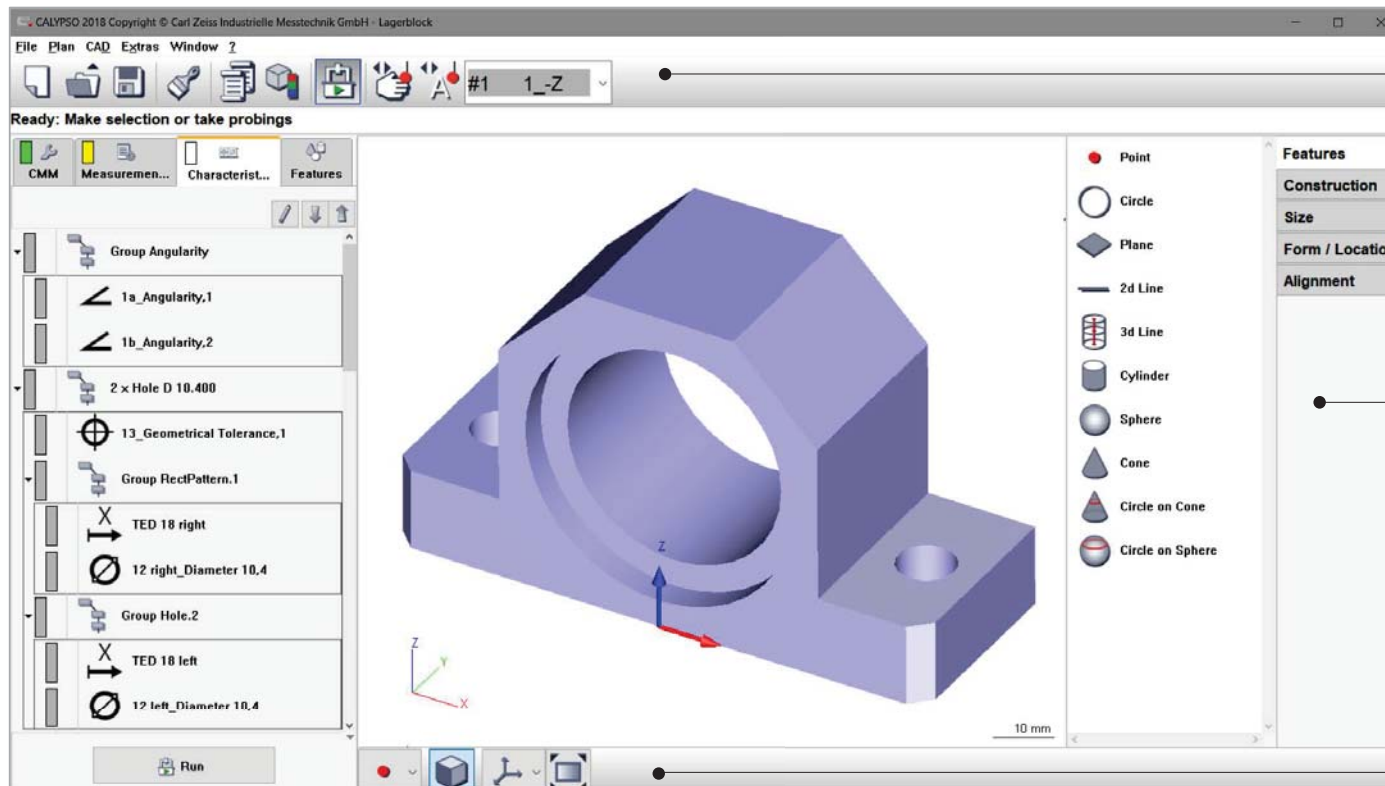 CALYPSO 2018 Copyright © Carl Zeiss Industrielle Messtechnik GmbH - Lagerblock
File Plan CAD Extras Window ?
#1 1_-Z
Ready: Make selection or take probings
CMM
Measuremen...
Characterist...
Features
Group Angularity
1a_Angularity,1
1b_Angularity,2
2 x Hole D 10.400
13_Geometrical Tolerance,1
Group RectPattern.1
X
TED 18 right
12 right_Diameter 10,4
Group Hole.2
X
TED 18 left
12 left_Diameter 10,4
Run
Z
Z
Y
X
10 mm
Point
Circle
Plane
2d Line
3d Line
Cylinder
Sphere
Cone
Circle on Cone
Circle on Sphere
Features
Construction
Size
Form / Locatio
Alignment